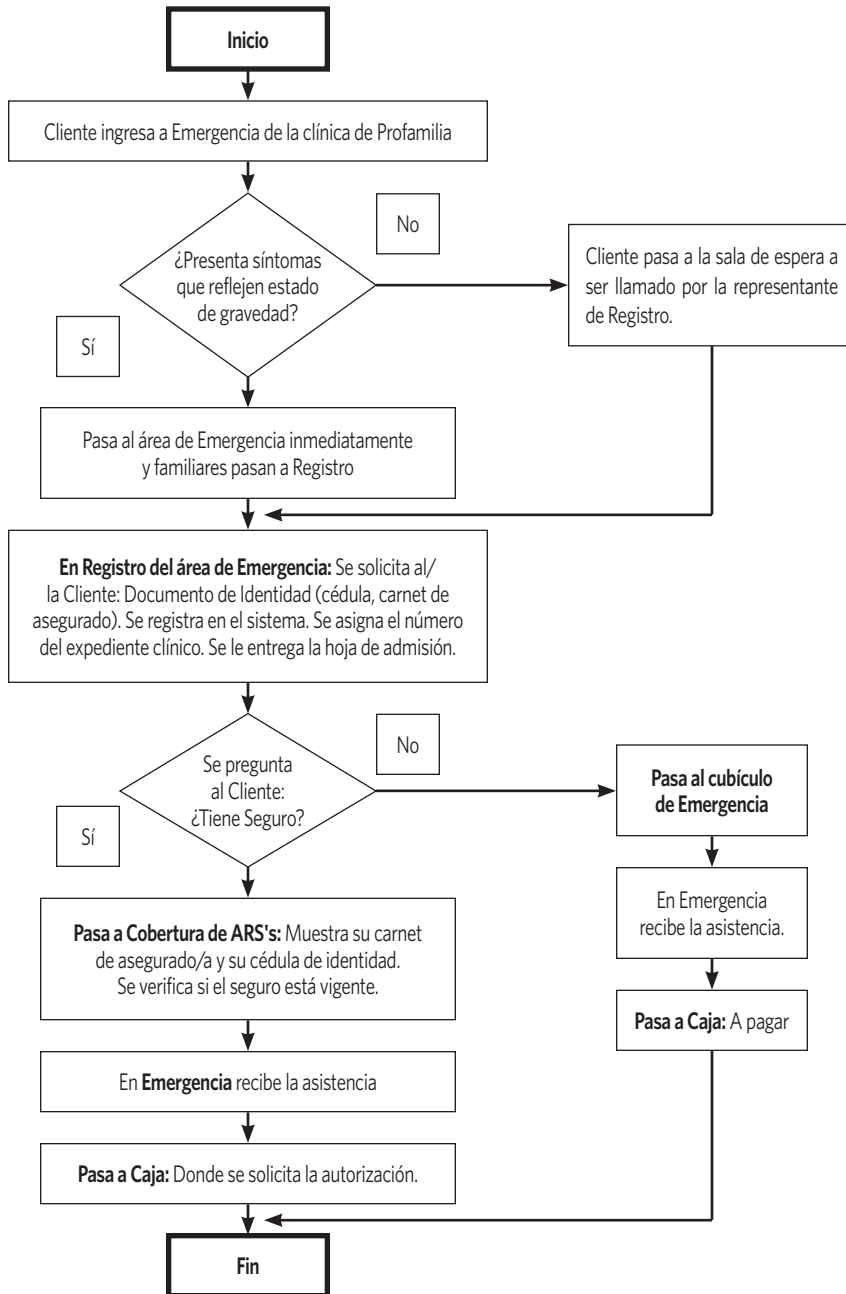 Inicio
Cliente ingresa a Emergencia de la clínica de Profamilia
¿Presenta síntomas
que reflejen estado
de gravedad?
No
Cliente pasa a la sala de espera a
ser llamado por la representante
de Registro.
Sí
Pasa al área de Emergencia inmediatamente
y familiares pasan a Registro
En Registro del área de Emergencia: Se solicita al/
la Cliente: Documento de Identidad (cédula, carnet de
asegurado). Se registra en el sistema. Se asigna el número
del expediente clínico. Se le entrega la hoja de admisión.
Se pregunta
al Cliente:
¿Tiene Seguro?
No
Sí
Pasa al cubículo
de Emergencia
En Emergencia
recibe la asistencia.
Pasa a Caja: A pagar
Pasa a Cobertura de ARS's: Muestra su carnet
de asegurado/a y su cédula de identidad.
Se verifica si el seguro está vigente.
En Emergencia recibe la asistencia
Pasa a Caja: Donde se solicita la autorización.
Fin